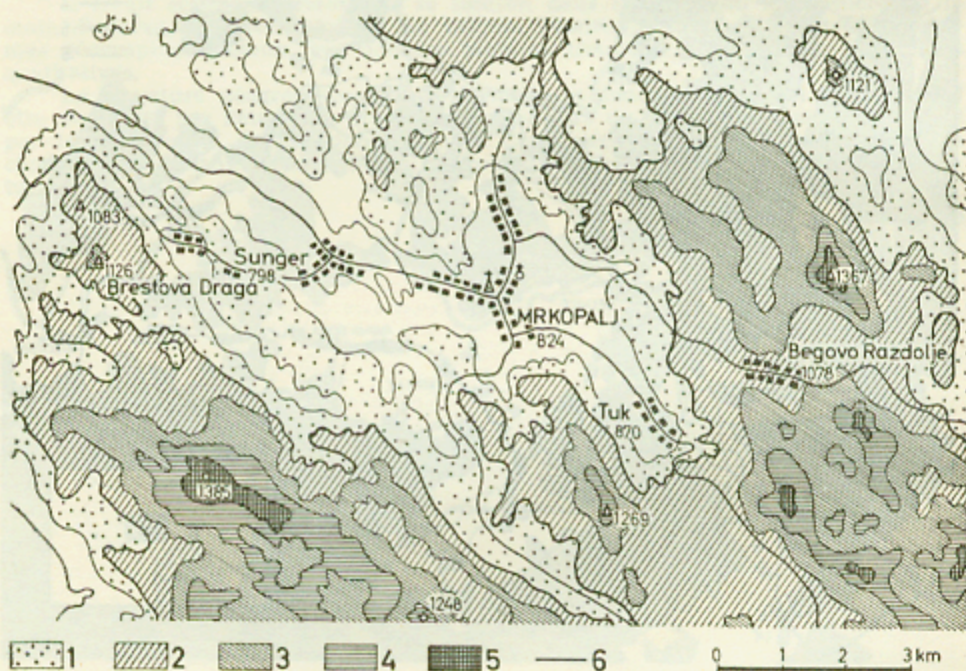 1121
1083
Sunger
798
1126
Brestova Draga
1367
MRKOPALJ
824
Begovo Razdolje
1078
Tuk
870
1385
1269
1248
1 2 3 4 5 6 0 1 2 3 km